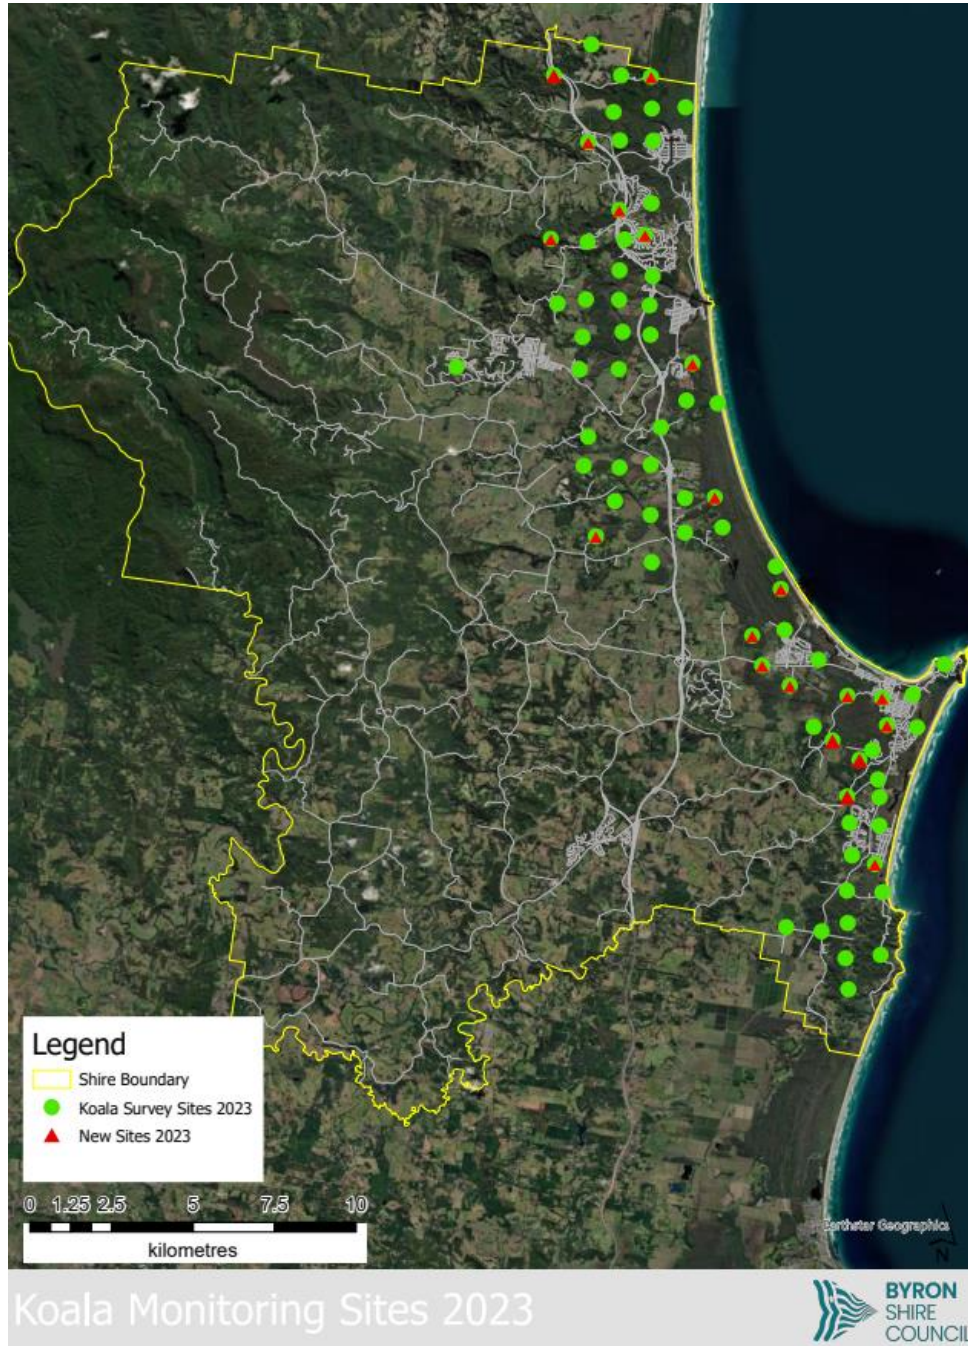 Legend
Shire Boundary
Koala Survey Sites 2023
New Sites 2023
0 1.25 2.5 5 7.5 10
kilometres
Earthstar Geographics
N
Koala Monitoring Sites 2023
BYRON
SHIRE
COUNCIL